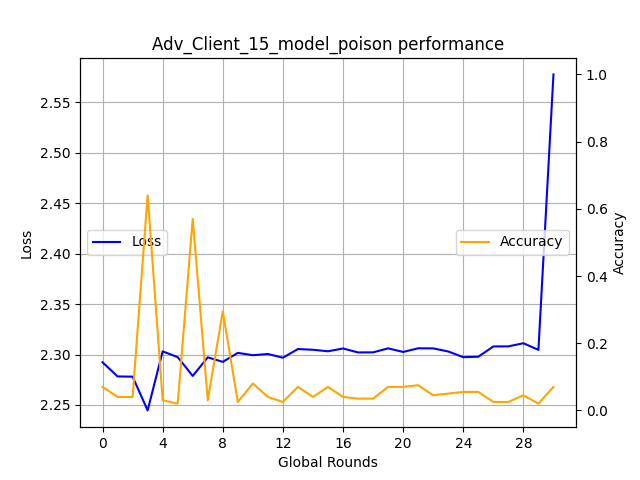 Adv_Client_15_model_poison performance
2.55
2.50
2.45
2.40
2.35
2.30
2.25
Loss
1.0
0.8
0.6
0.4
0.2
0.0
Accuracy
Loss
Accuracy
0 4 8 12 16 20 24 28
Global Rounds